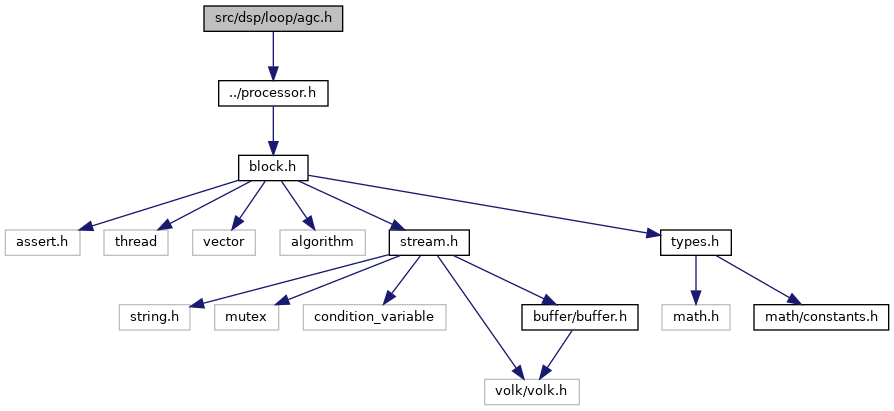 src/dsp/loop/agc.h
../processor.h
block.h
assert.h
thread
vector
algorithm
stream.h
types.h
string.h
mutex
condition_variable
buffer/buffer.h
math.h
math/constants.h
volk/volk.h